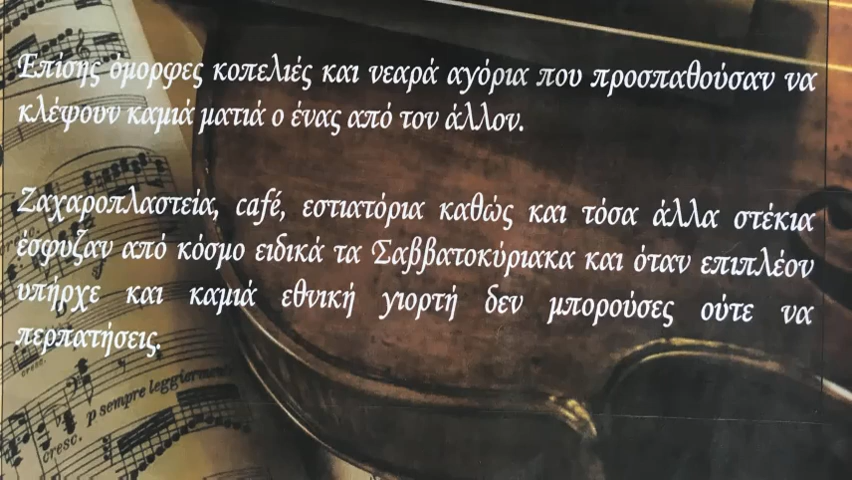 Επίσης όμορφες κοπελιές και νεαρά αγόρια που προσπαθούσαν να
κλέψουν καμιά ματιά ο ένας από τον άλλον.
Ζαχαροπλαστεία, café, εστιατόρια καθώς και τόσα άλλα στέκια
έσφυζαν από κόσμο ειδικά τα Σαββατοκύριακα και όταν επιπλέον
υπήρχε και καμιά εθνική γιορτή δεν μπορούσες ούτε να
περπατήσεις.
cresc.
p sempre leggierment
cresc.